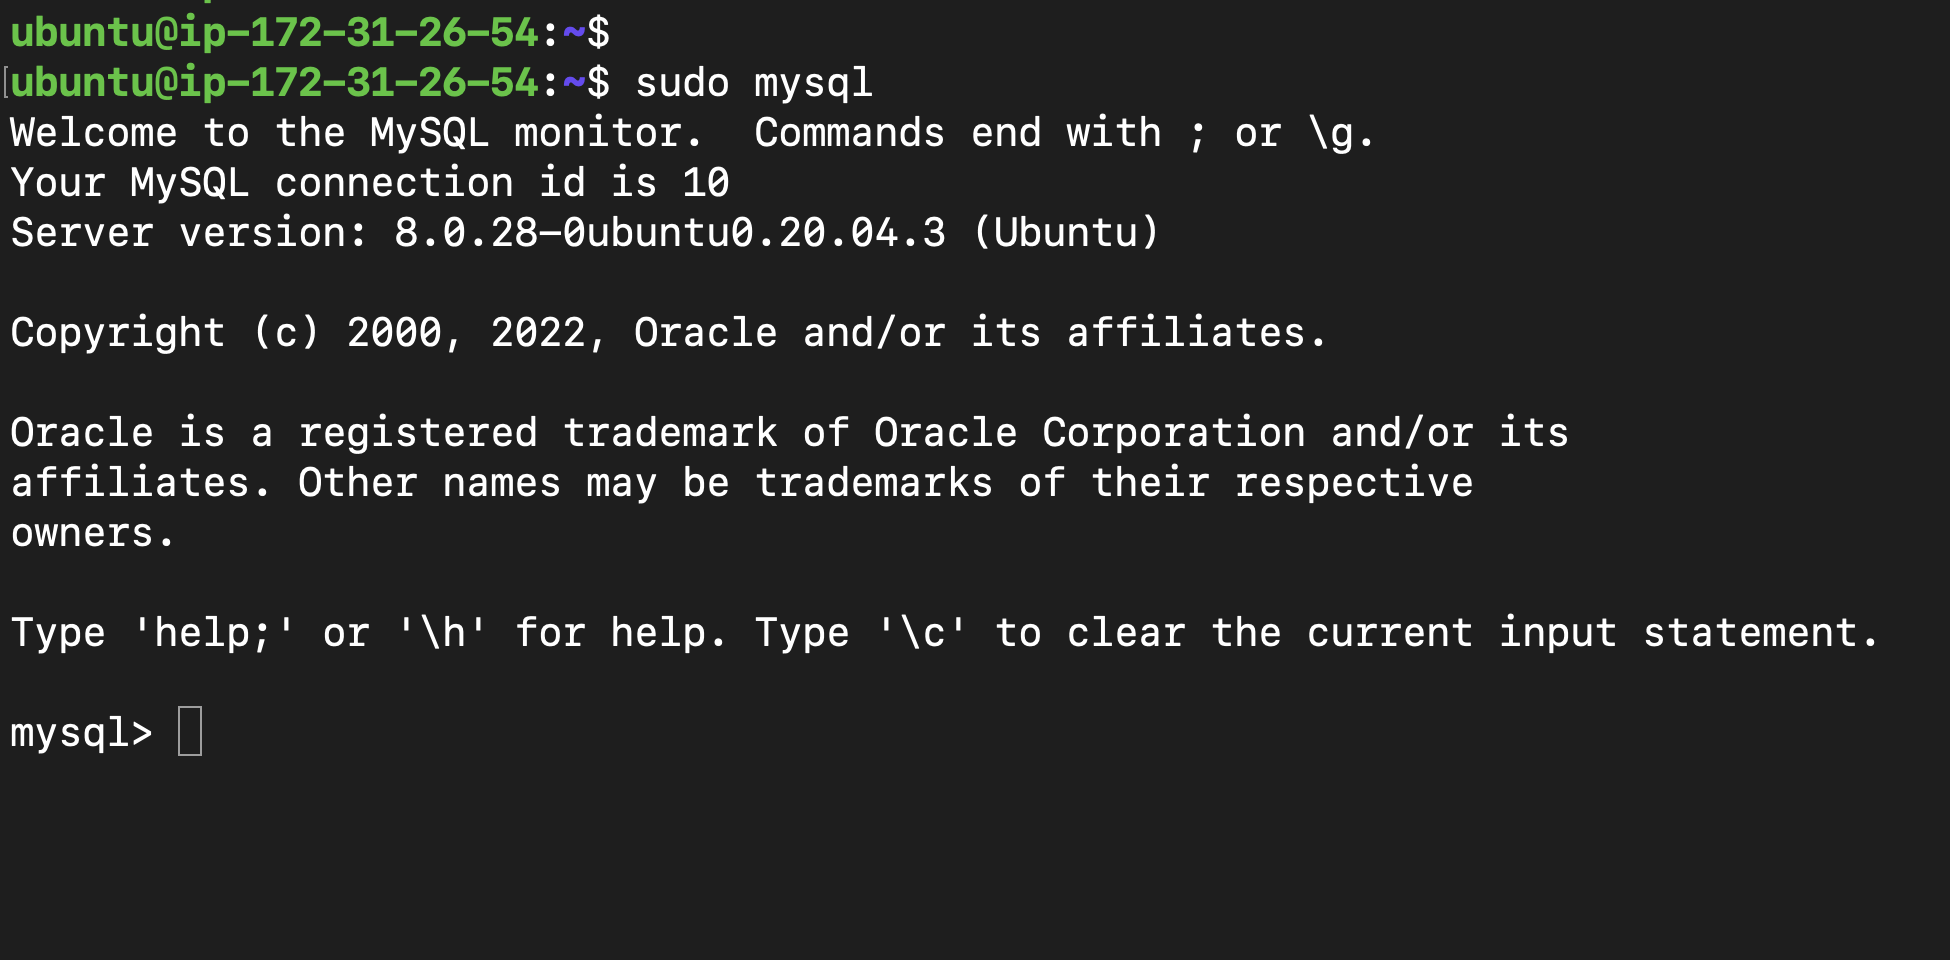 ubuntu@ip-172-31-26-54:~$
ubuntu@ip-172-31-26-54:~$ sudo mysql
Welcome to the MySQL monitor.  Commands end with ; or \g.
Your MySQL connection id is 10
Server version: 8.0.28-0ubuntu0.20.04.3 (Ubuntu)
Copyright (c) 2000, 2022, Oracle and/or its affiliates.
Oracle is a registered trademark of Oracle Corporation and/or its
affiliates. Other names may be trademarks of their respective
owners.
Type 'help;' or '\h' for help. Type '\c' to clear the current input statement.
mysql>